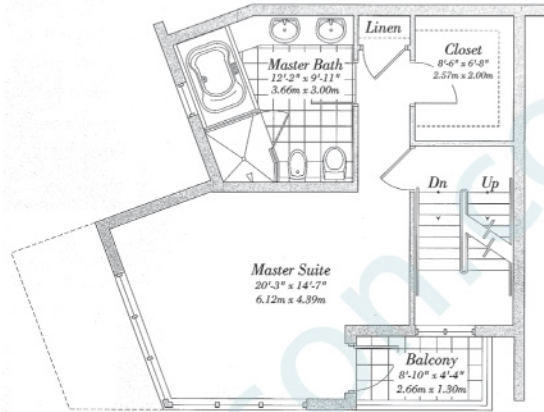 Linen
Closet
8'-6" x 6'-8"
2.57m x 2.00m
Master Bath
12'-2" x 9'-11"
3.66m x 3.00m
Dn
Up
Master Suite
20'-3" x 14'-7"
6.12m x 4.39m
Balcony
8'-10" x 4'-4"
2.66m x 1.30m